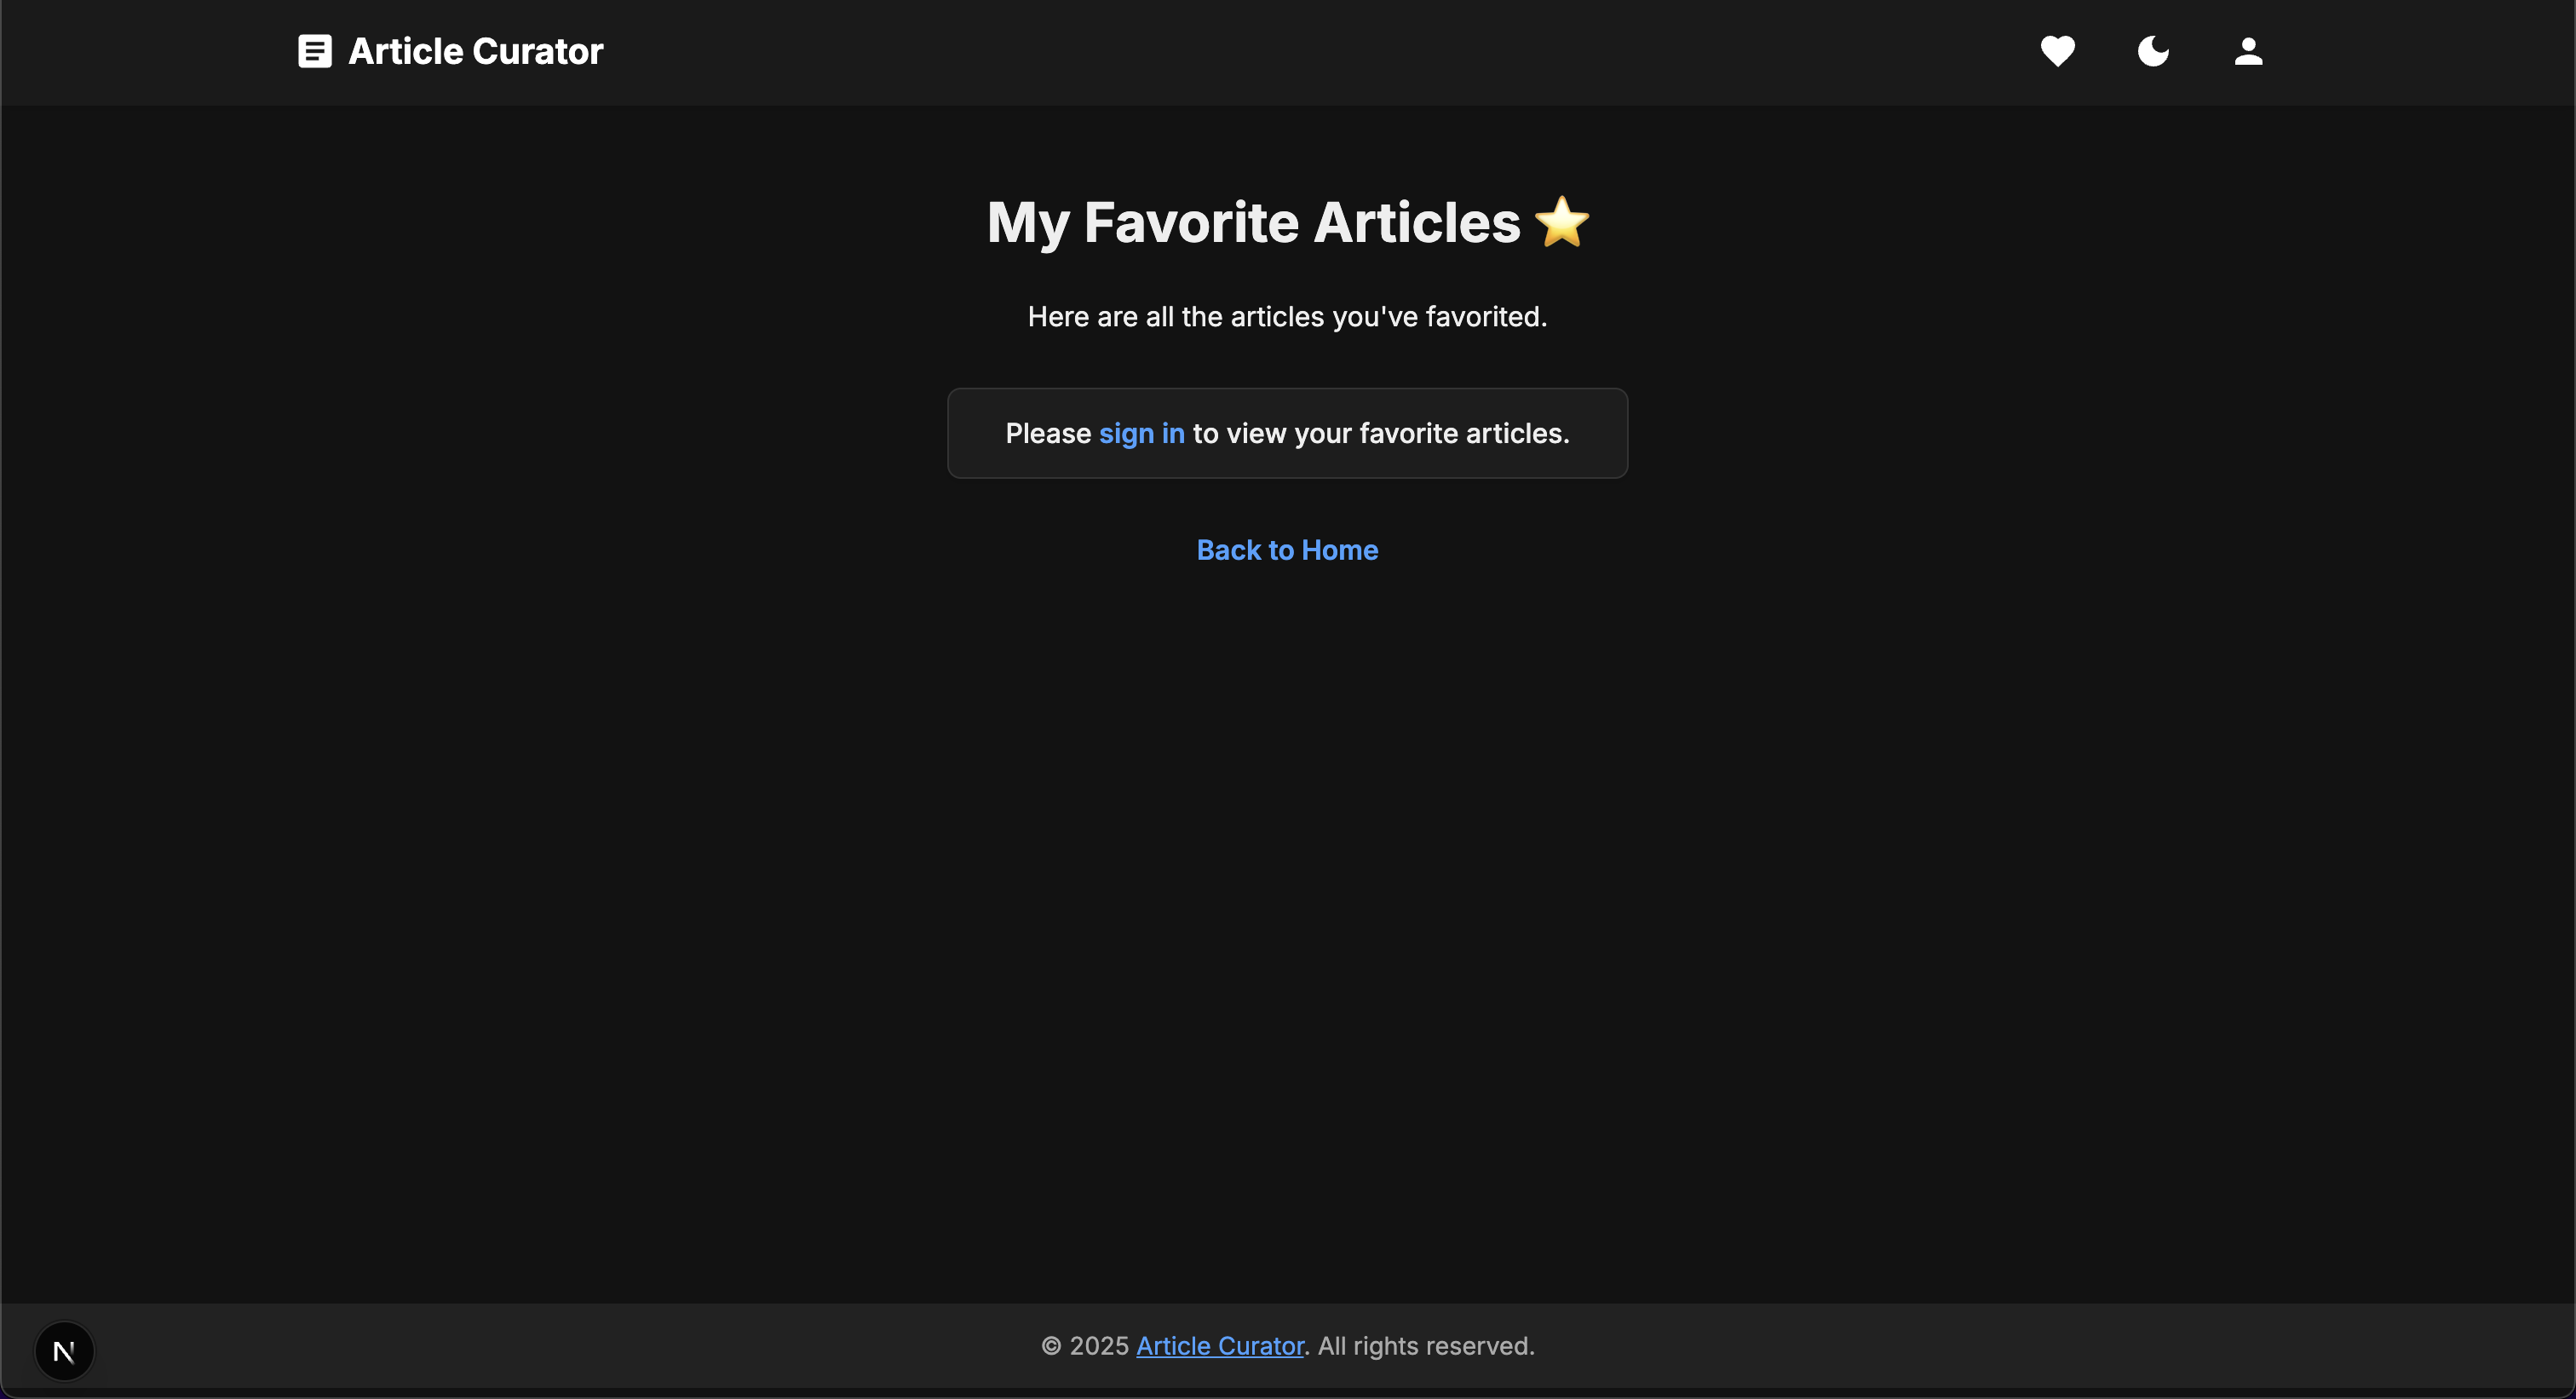 Article Curator
My Favorite Articles ⭐
Here are all the articles you've favorited.
Please sign in to view your favorite articles.
Back to Home
N
© 2025 Article Curator. All rights reserved.